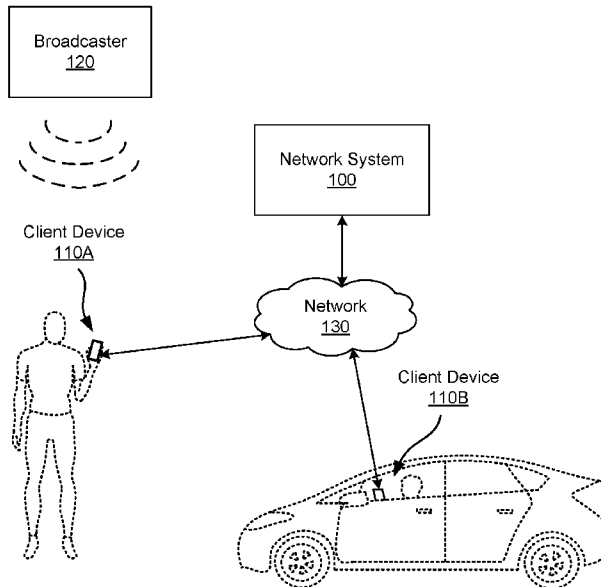 Broadcaster
120
Network System
100
Client Device
110A
Network
130
Client Device
110B